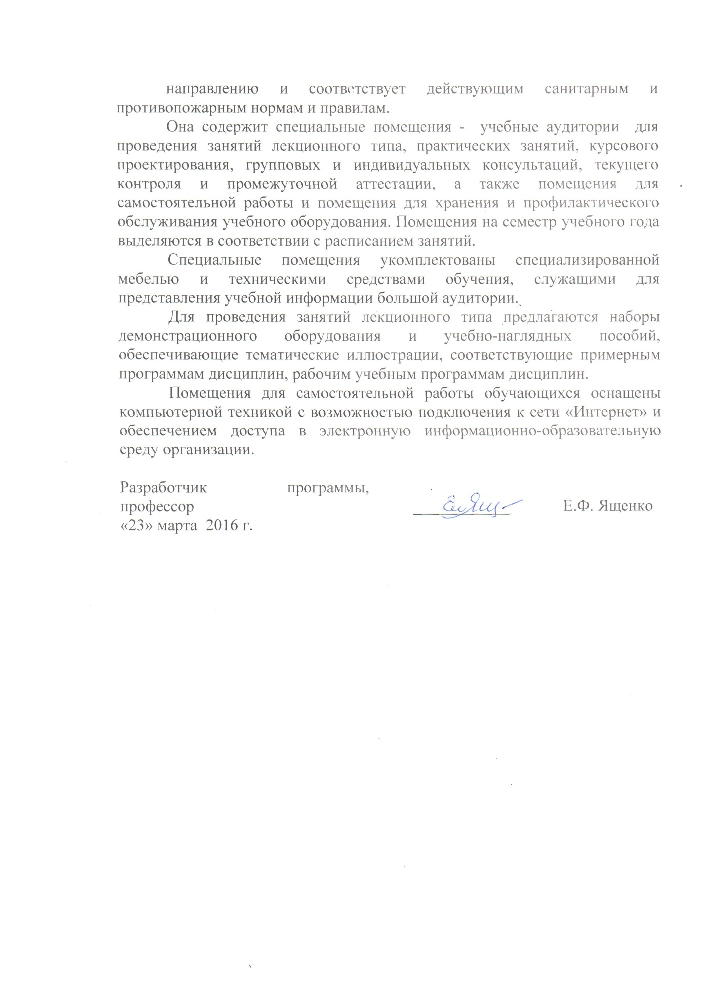 направлению и соответствует действующим санитарным и
противопожарным нормам и правилам.
Она содержит специальные помещения - учебные аудитории для
проведения занятий лекционного типа, практических занятий, курсового
проектирования, групповых и индивидуальных консультаций, текущего
контроля и промежуточной аттестации, а также помещения для
самостоятельной работы и помещения для хранения и профилактического
обслуживания учебного оборудования. Помещения на семестр учебного года
выделяются в соответствии с расписанием занятий.
Специальные помещения укомплектованы специализированной
мебелью и техническими средствами обучения, служащими для
представления учебной информации большой аудитории.
Для проведения занятий лекционного типа предлагаются наборы
демонстрационного оборудования и учебно-наглядных пособий,
обеспечивающие тематические иллюстрации, соответствующие примерным
программам дисциплин, рабочим учебным программам дисциплин.
Помещения для самостоятельной работы обучающихся оснащены
компьютерной техникой с возможностью подключения к сети «Интернет» и
обеспечением доступа в электронную информационно-образовательную
среду организации.
Разработчик программы,
профессор Е.Ф. Ященко
«23» марта 2016 г.